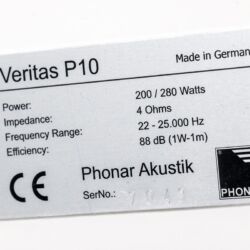 Veritas P10
Made in German
Power: 200 / 280 Watts
Impedance: 4 Ohms
Frequency Range: 22 - 25.000 Hz
Efficiency: 88 dB (1W-1m)
CE Phonar Akustik
SerNo.:
PHON